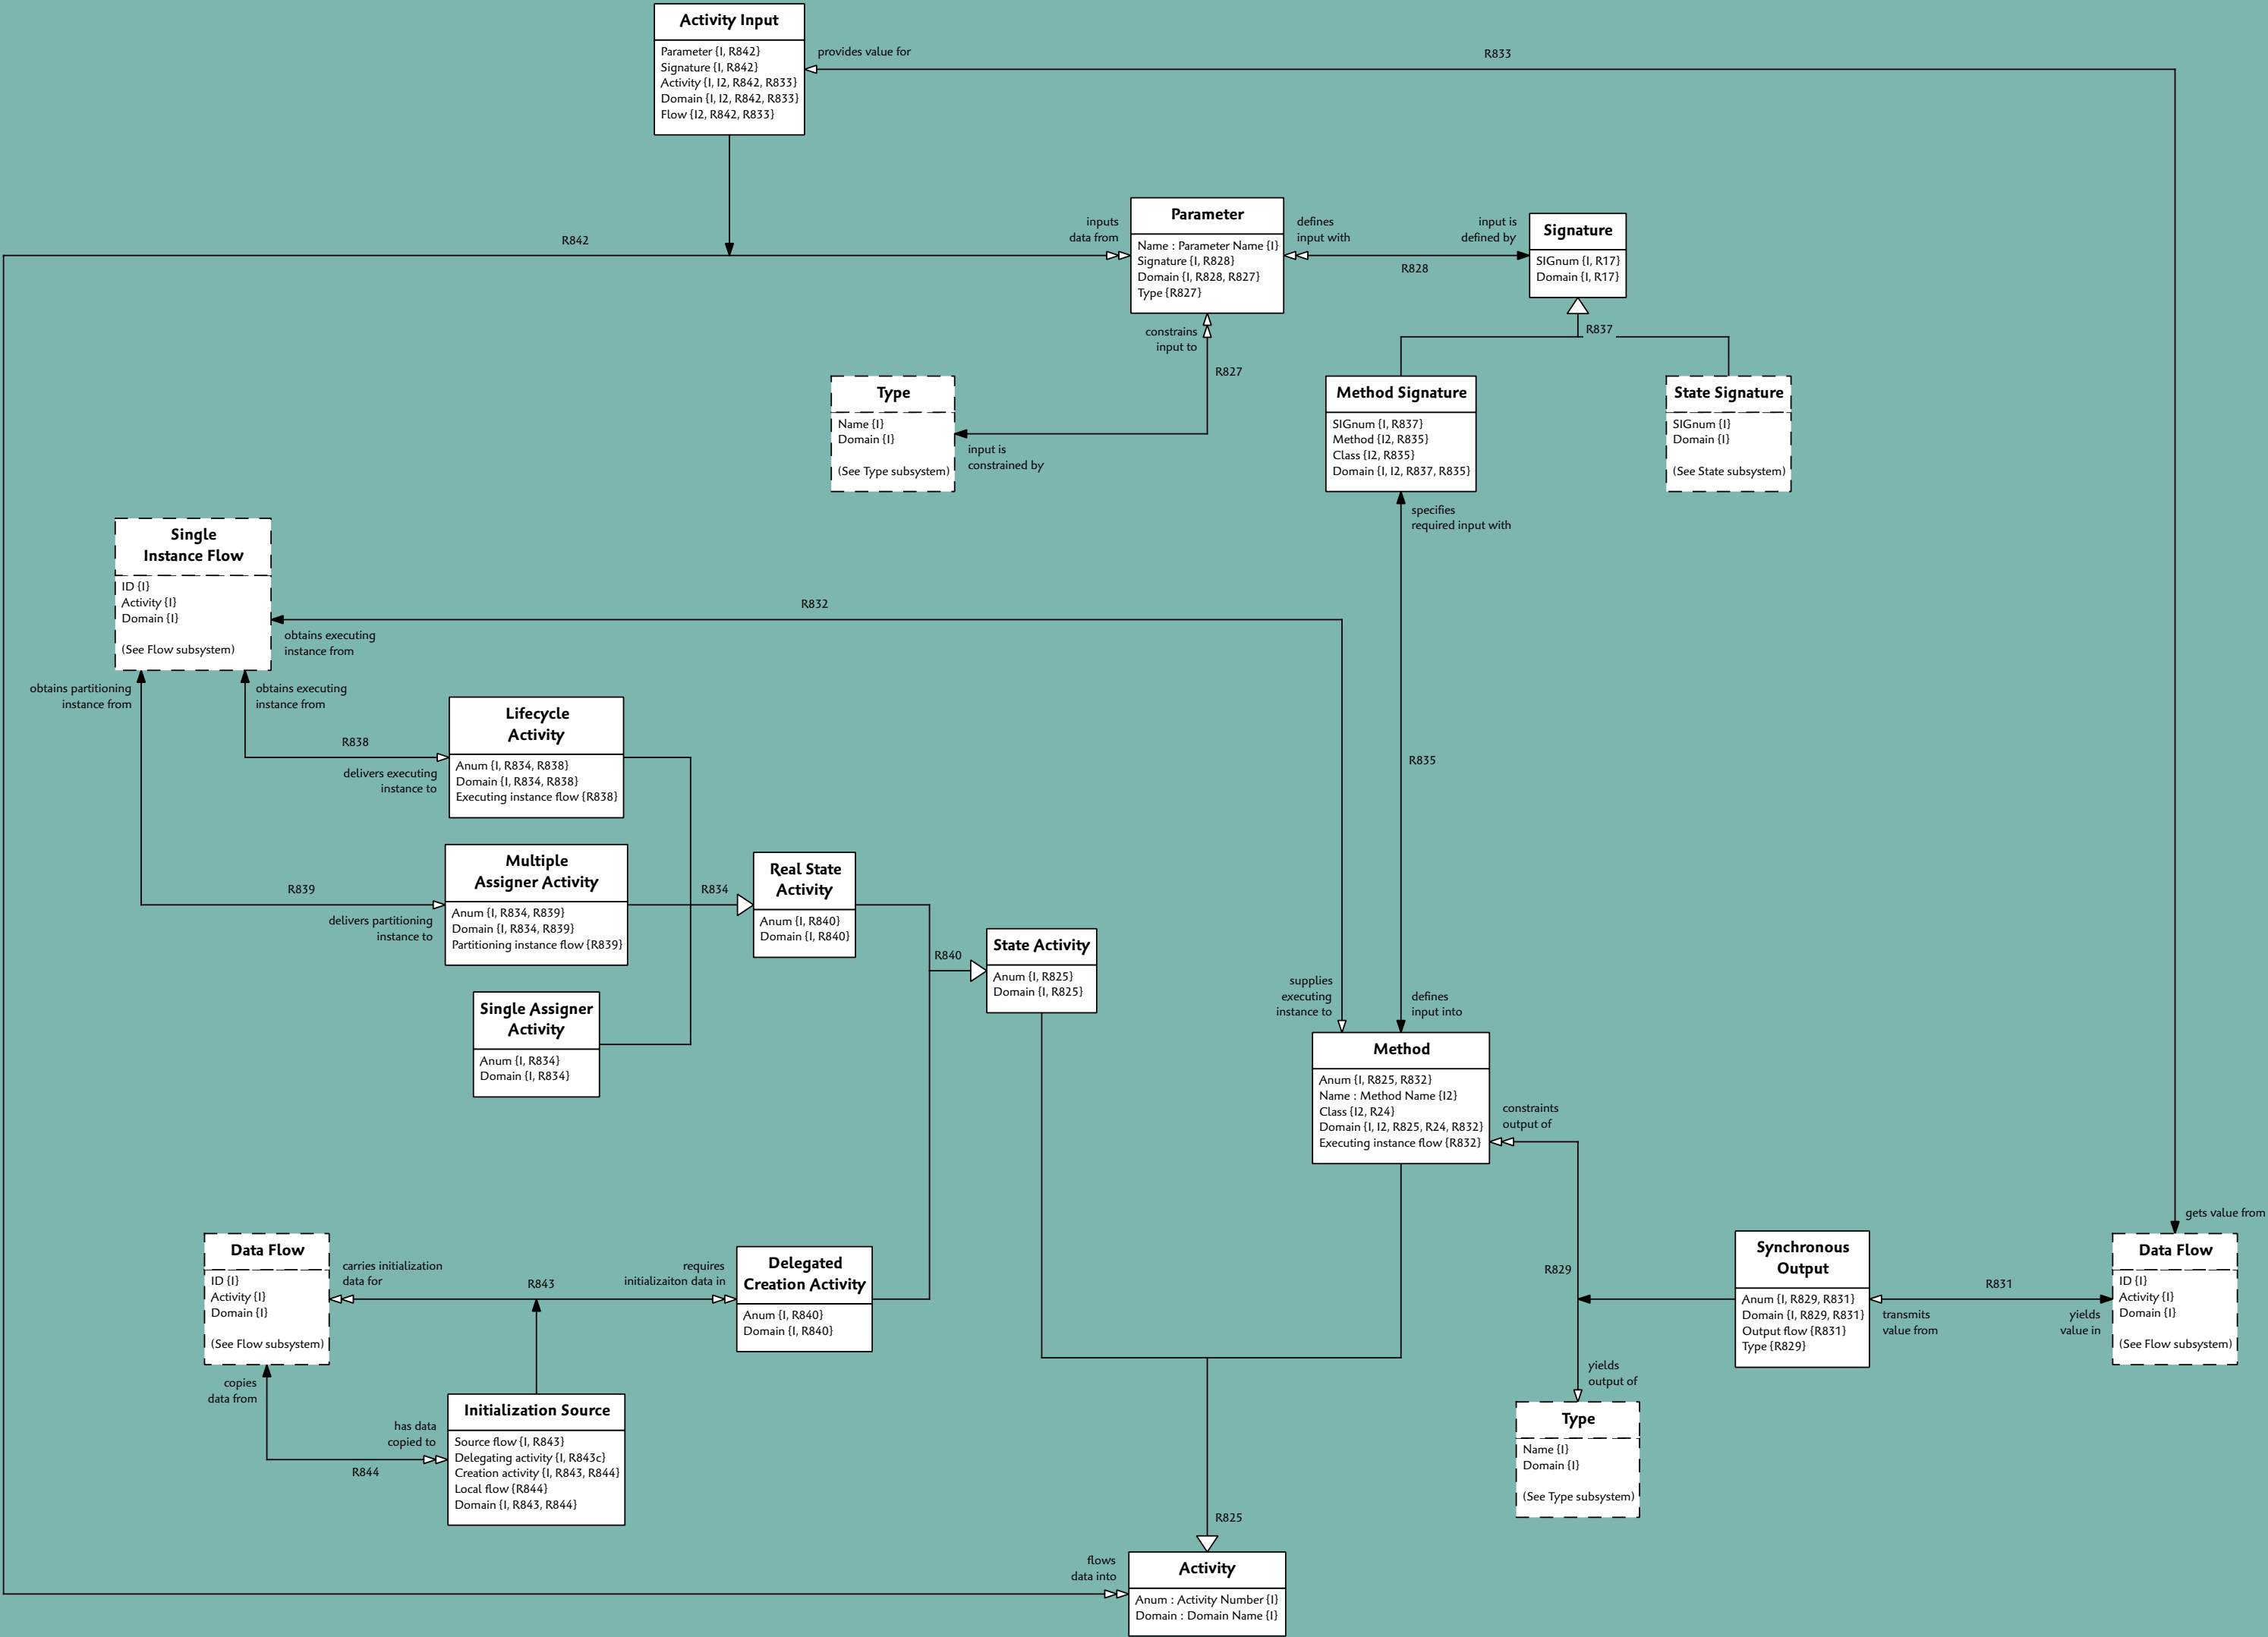 Activity Input
Parameter {I, R842}
Signature {I, R842}
Activity {I, I2, R842, R833}
Domain {I, I2, R842, R833}
Flow {I2, R842, R833}
provides value for
R833
R842
inputs
data from
Parameter
Name : Parameter Name {I}
Signature {I, R828}
Domain {I, R828, R827}
Type {R827}
defines
input with
R828
input is
defined by
Signature
SIGnum {I, R17}
Domain {I, R17}
R837
constrains
input to
R827
Type
Name {I}
Domain {I}
(See Type subsystem)
input is
constrained by
Method Signature
SIGnum {I, R837}
Method {I2, R835}
Class {I2, R835}
Domain {I, I2, R837, R835}
State Signature
SIGnum {I}
Domain {I}
(See State subsystem)
specifies
required input with
Single
Instance Flow
ID {I}
Activity {I}
Domain {I}
(See Flow subsystem)
R832
obtains executing
instance from
obtains partitioning
instance from
obtains executing
instance from
R838
delivers executing
instance to
Lifecycle
Activity
Anum {I, R834, R838}
Domain {I, R834, R838}
Executing instance flow {R838}
R835
R839
delivers partitioning
instance to
Multiple
Assigner Activity
Anum {I, R834, R839}
Domain {I, R834, R839}
Partitioning instance flow {R839}
R834
Real State
Activity
Anum {I, R840}
Domain {I, R840}
R840
State Activity
Anum {I, R825}
Domain {I, R825}
Single Assigner
Activity
Anum {I, R834}
Domain {I, R834}
supplies
executing
instance to
defines
input into
Method
Anum {I, R825, R832}
Name : Method Name {I2}
Class {I2, R24}
Domain {I, I2, R825, R24, R832}
Executing instance flow {R832}
constraints
output of
R829
gets value from
Data Flow
ID {I}
Activity {I}
Domain {I}
(See Flow subsystem)
carries initialization
data for
R843
requires
initializaiton data in
Delegated
Creation Activity
Anum {I, R840}
Domain {I, R840}
Synchronous
Output
Anum {I, R829, R831}
Domain {I, R829, R831}
Output flow {R831}
Type {R829}
transmits
value from
R831
yields
value in
Data Flow
ID {I}
Activity {I}
Domain {I}
(See Flow subsystem)
copies
data from
has data
copied to
R844
Initialization Source
Source flow {I, R843}
Delegating activity {I, R843c}
Creation activity {I, R843, R844}
Local flow {R844}
Domain {I, R843, R844}
yields
output of
Type
Name {I}
Domain {I}
(See Type subsystem)
R825
flows
data into
Activity
Anum : Activity Number {I}
Domain : Domain Name {I}